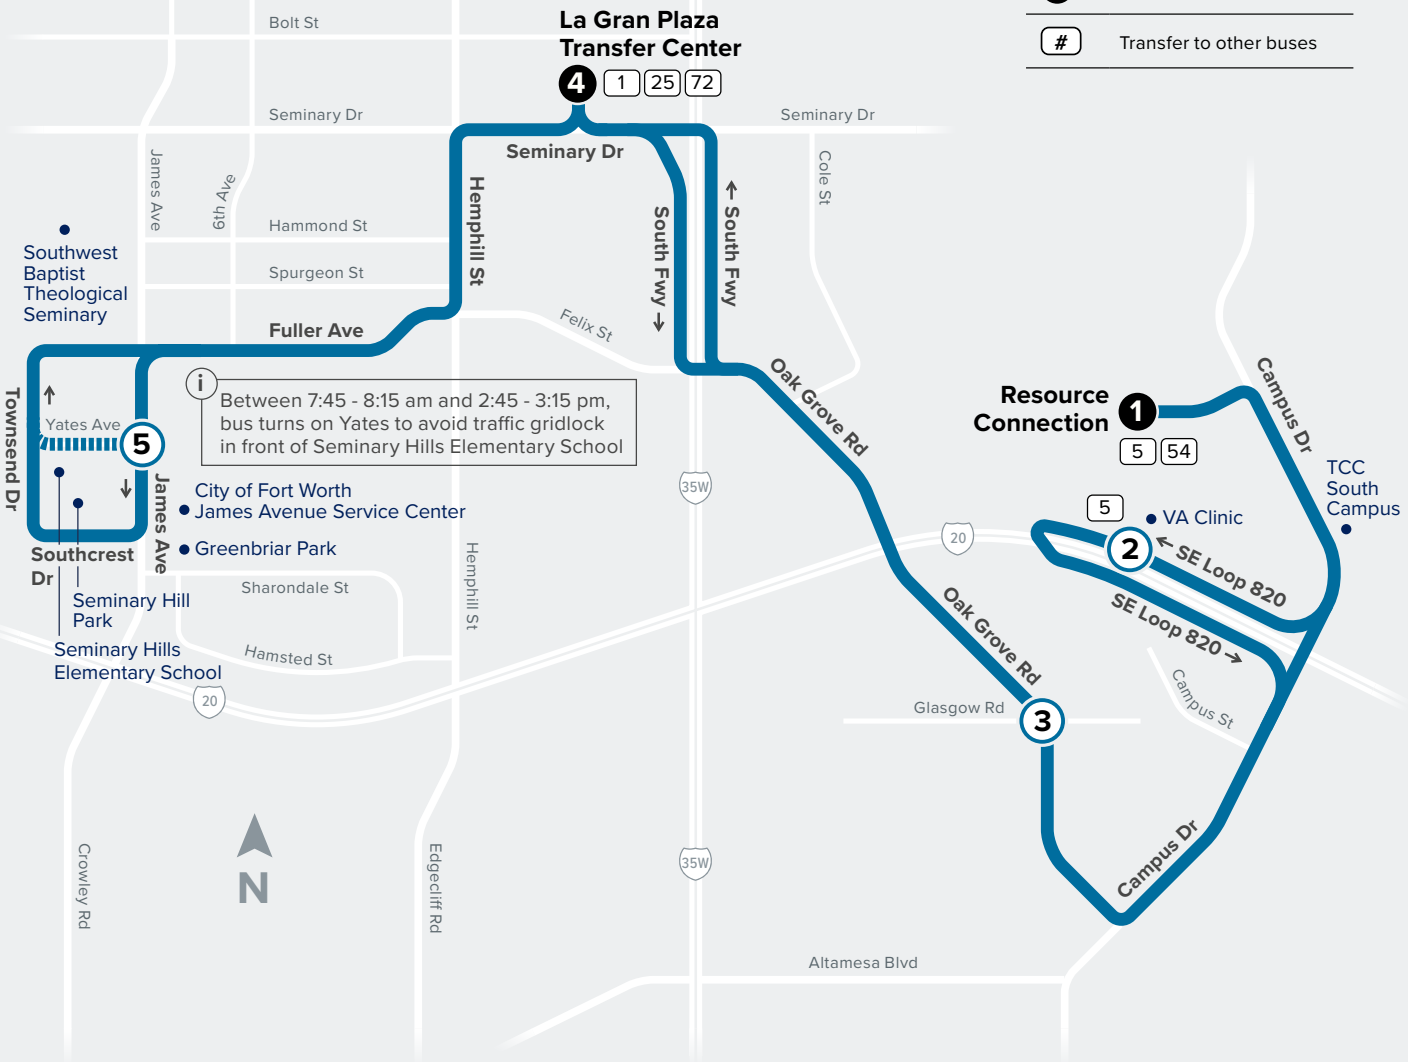 Bolt St
La Gran Plaza
Transfer Center
4 1 25 72
# Transfer to other buses
Seminary Dr
Seminary Dr
Seminary Dr
James Ave
6th Ave
Hemphill St
South Fwy
South Fwy
Cole St
Hammond St
Spurgeon St
Southwest
Baptist
Theological
Seminary
Fuller Ave
Felix St
Oak Grove Rd
Campus Dr
Resource
Connection
1
5 54
i
Between 7:45 - 8:15 am and 2:45 - 3:15 pm,
bus turns on Yates to avoid traffic gridlock
in front of Seminary Hills Elementary School
Townsend Dr
Yates Ave
5
James Ave
City of Fort Worth
James Avenue Service Center
Greenbriar Park
35W
TCC
South
Campus
5
VA Clinic
2
SE Loop 820
SE Loop 820
20
Southcrest
Dr
Sharondale St
Hemphill St
Seminary Hill
Park
Seminary Hills
Elementary School
Hamsted St
20
Oak Grove Rd
Campus St
Glasgow Rd
3
Crowley Rd
N
Edgecliff Rd
35W
Campus Dr
Altamesa Blvd